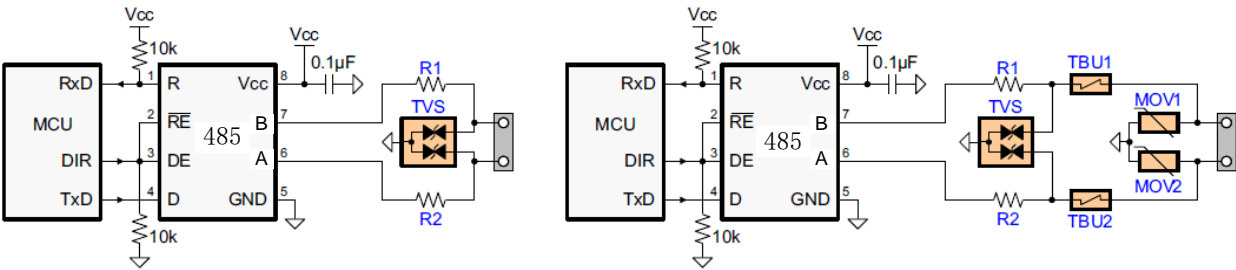 Vcc
10k
Vcc
0.1μF
RxD
1
R
Vcc
8
R1
TVS
MCU
2
RE
B
7
485
DIR
3
DE
A
6
TxD
4
D
GND
5
R2
10k
Vcc
10k
Vcc
0.1μF
TBU1
RxD
1
R
Vcc
8
R1
MOV1
TVS
MCU
2
RE
B
7
485
DIR
3
DE
A
6
MOV2
TxD
4
D
GND
5
R2
TBU2
10k